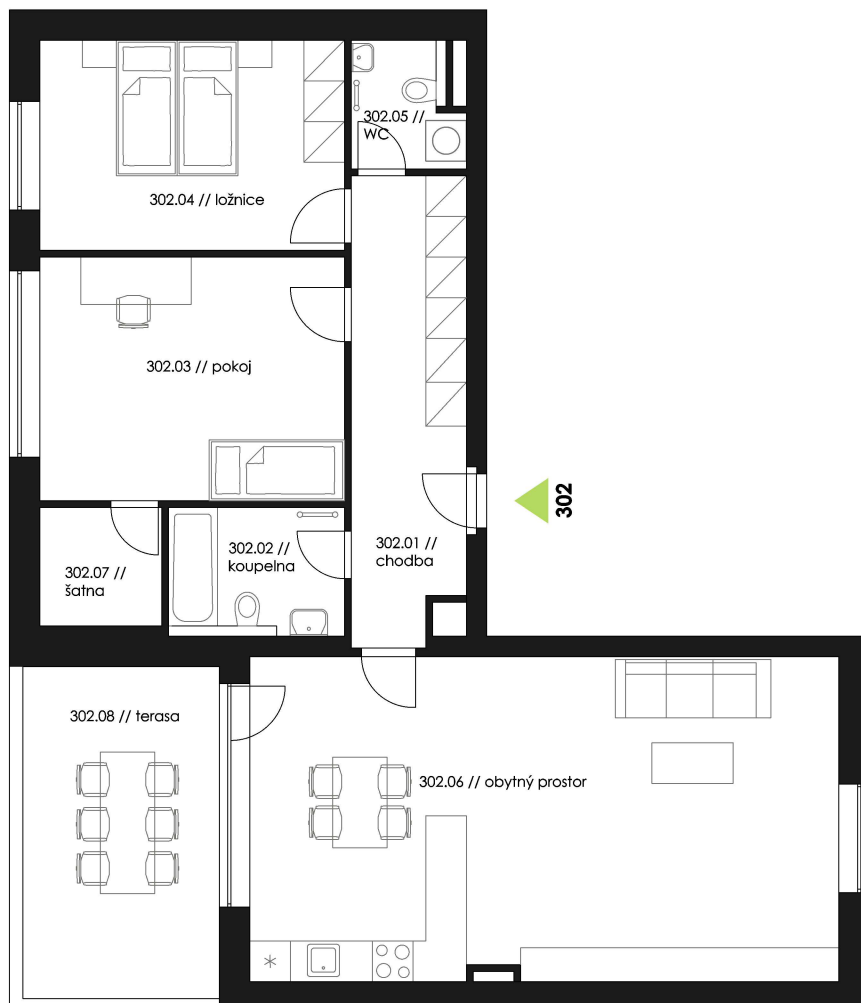 302.05 //
WC
302.04 // ložnice
302.03 // pokoj
302
302.02 //
koupelna
302.01 //
chodba
302.07 //
šatna
302.08 // terasa
302.06 // obytný prostor